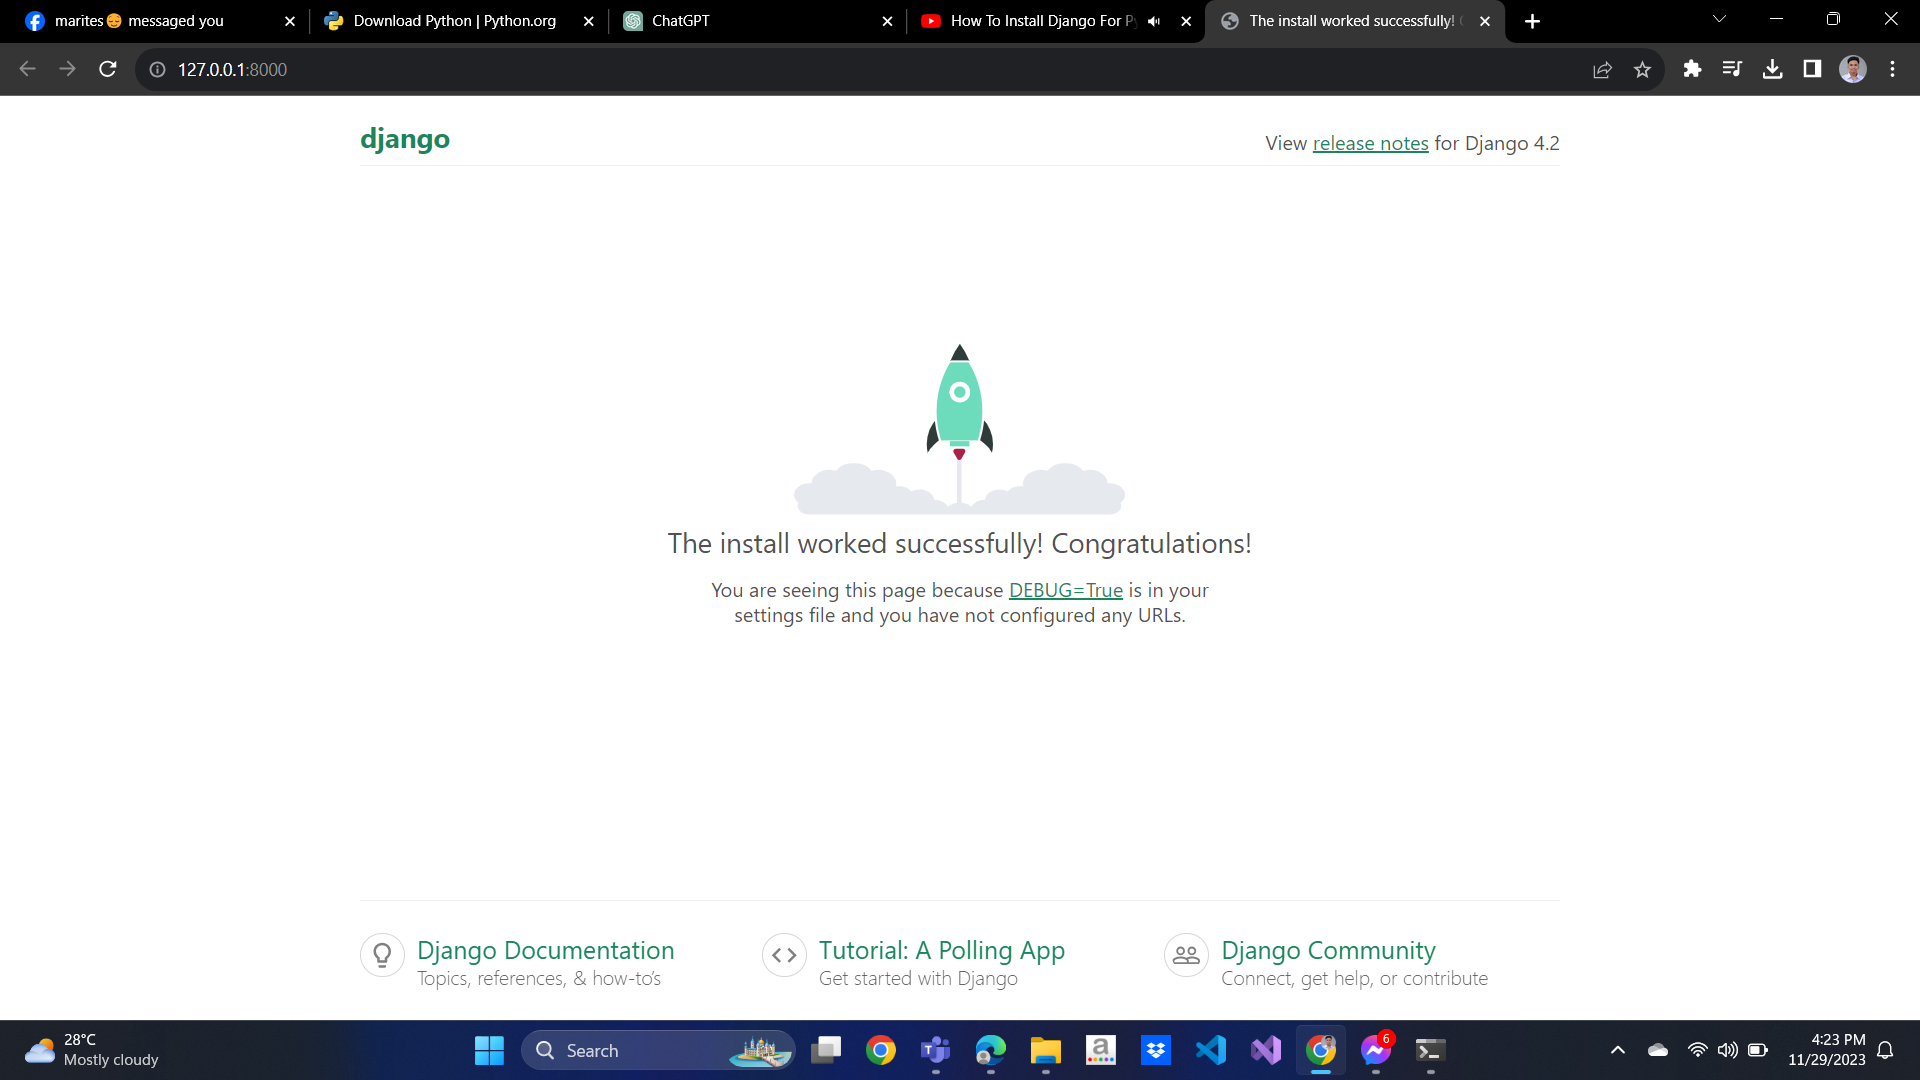 marites😔 messaged you
Download Python | Python.org
ChatGPT
How To Install Django For Py
The install worked successfully!
127.0.0.1:8000
django
View release notes for Django 4.2
The install worked successfully! Congratulations!
You are seeing this page because DEBUG=True is in your
settings file and you have not configured any URLs.
Django Documentation
Topics, references, & how-to's
Tutorial: A Polling App
Get started with Django
Django Community
Connect, get help, or contribute
28°C
Mostly cloudy
Search
6
4:23 PM
11/29/2023